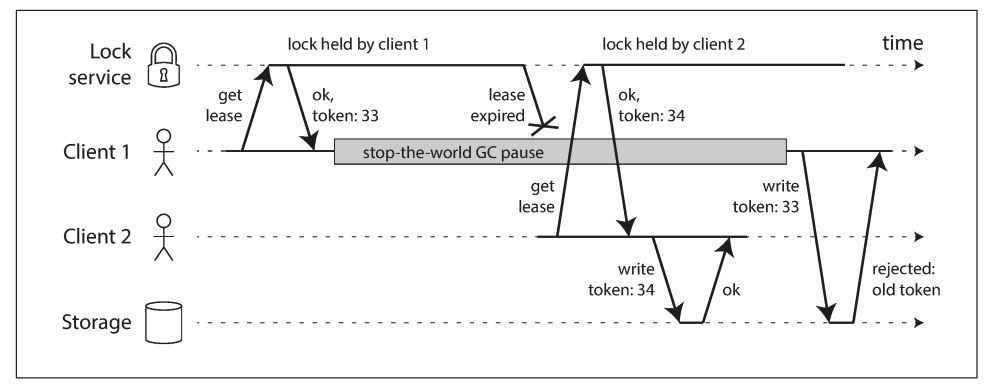 lock held by client 1
lock held by client 2
time
Lock
service
get
lease
ok,
token: 33
lease
expired
ok,
token: 34
Client 1
stop-the-world GC pause
get
lease
write
token: 33
Client 2
write
token: 34
ok
rejected:
old token
Storage